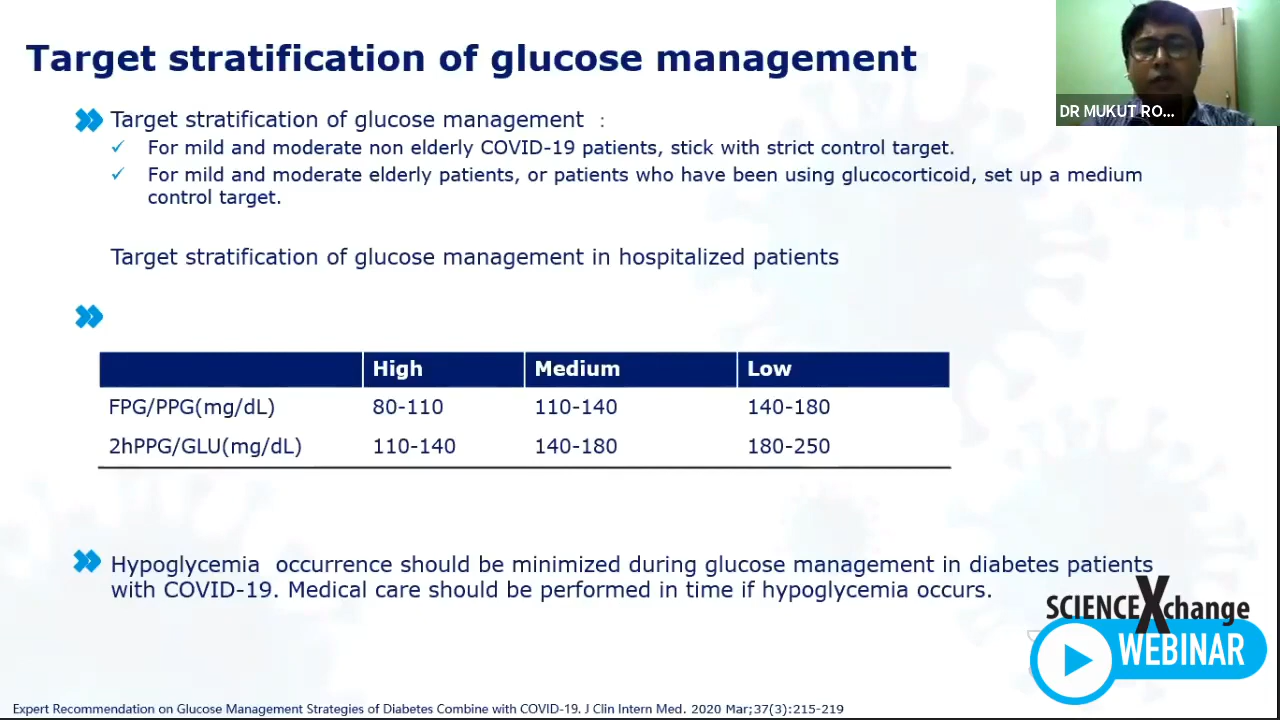 Target stratification of glucose management
DR MUKUT RO...
Target stratification of glucose management :
For mild and moderate non elderly COVID-19 patients, stick with strict control target.
For mild and moderate elderly patients, or patients who have been using glucocorticoid, set up a medium
control target.
Target stratification of glucose management in hospitalized patients
High Medium Low
FPG/PPG(mg/dL) 80-110 110-140 140-180
2hPPG/GLU(mg/dL) 110-140 140-180 180-250
Hypoglycemia occurrence should be minimized during glucose management in diabetes patients
with COVID-19. Medical care should be performed in time if hypoglycemia occurs.
SCIENCEXchange
WEBINAR
Expert Recommendation on Glucose Management Strategies of Diabetes Combine with COVID-19. J Clin Intern Med. 2020 Mar;37(3):215-219